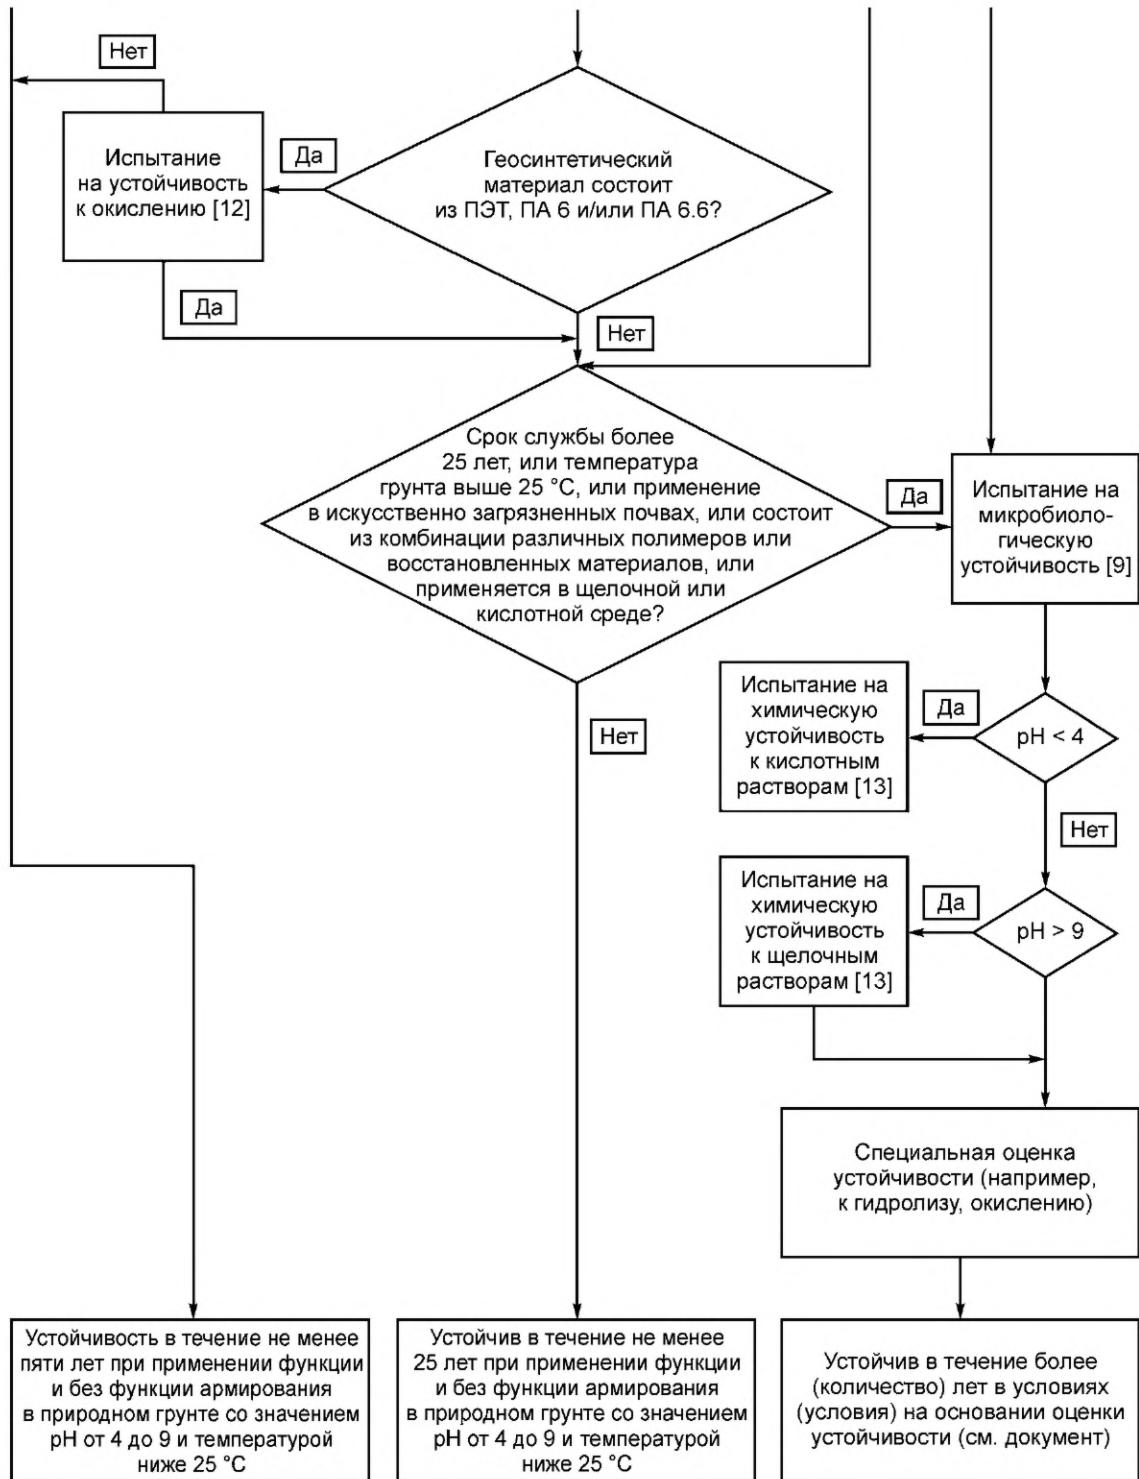 Нет
Испытание
на устойчивость
к окислению [12]
Да
Геосинтетический
материал состоит
из ПЭТ, ПА 6 и/или ПА 6.6?
Да
Нет
Срок службы более
25 лет, или температура
грунта выше 25 °С, или применение
в искусственно загрязненных почвах, или состоит
из комбинации различных полимеров или
восстановленных материалов, или
применяется в щелочной или
кислотной среде?
Да
Испытание на
микробиоло-
гическую
устойчивость [9]
Нет
Испытание на
химическую
устойчивость
к кислотным
растворам [13]
Да
pH < 4
Нет
Испытание на
химическую
устойчивость
к щелочным
растворам [13]
Да
pH > 9
Специальная оценка
устойчивости (например,
к гидролизу, окислению)
Устойчивость в течение не менее
пяти лет при применении функции
и без функции армирования
в природном грунте со значением
pH от 4 до 9 и температурой
ниже 25 °С
Устойчив в течение не менее
25 лет при применении функции
и без функции армирования
в природном грунте со значением
pH от 4 до 9 и температурой
ниже 25 °С
Устойчив в течение более
(количество) лет в условиях
(условия) на основании оценки
устойчивости (см. документ)